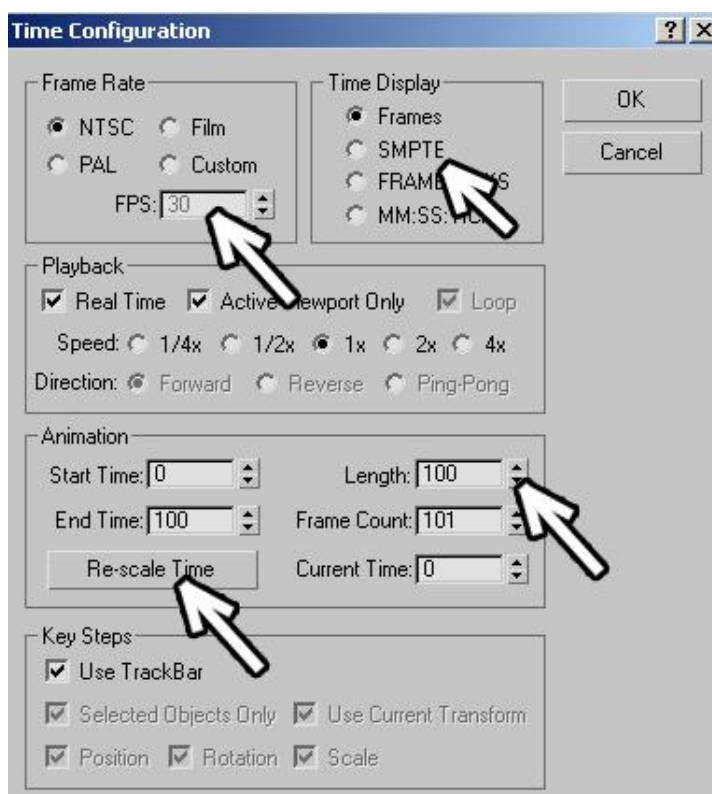 Time Configuration
Frame Rate
NTSC Film
PAL Custom
FPS: 30
Time Display
Frames
SMPTE
FRAME
MM:SS:
OK
Cancel
Playback
Real Time Active Viewport Only Loop
Speed: 1/4x 1/2x 1x 2x 4x
Direction: Forward Reverse Ping-Pong
Animation
Start Time: 0 Length: 100
End Time: 100 Frame Count: 101
Re-scale Time Current Time: 0
Key Steps
Use TrackBar
Selected Objects Only Use Current Transform
Position Rotation Scale